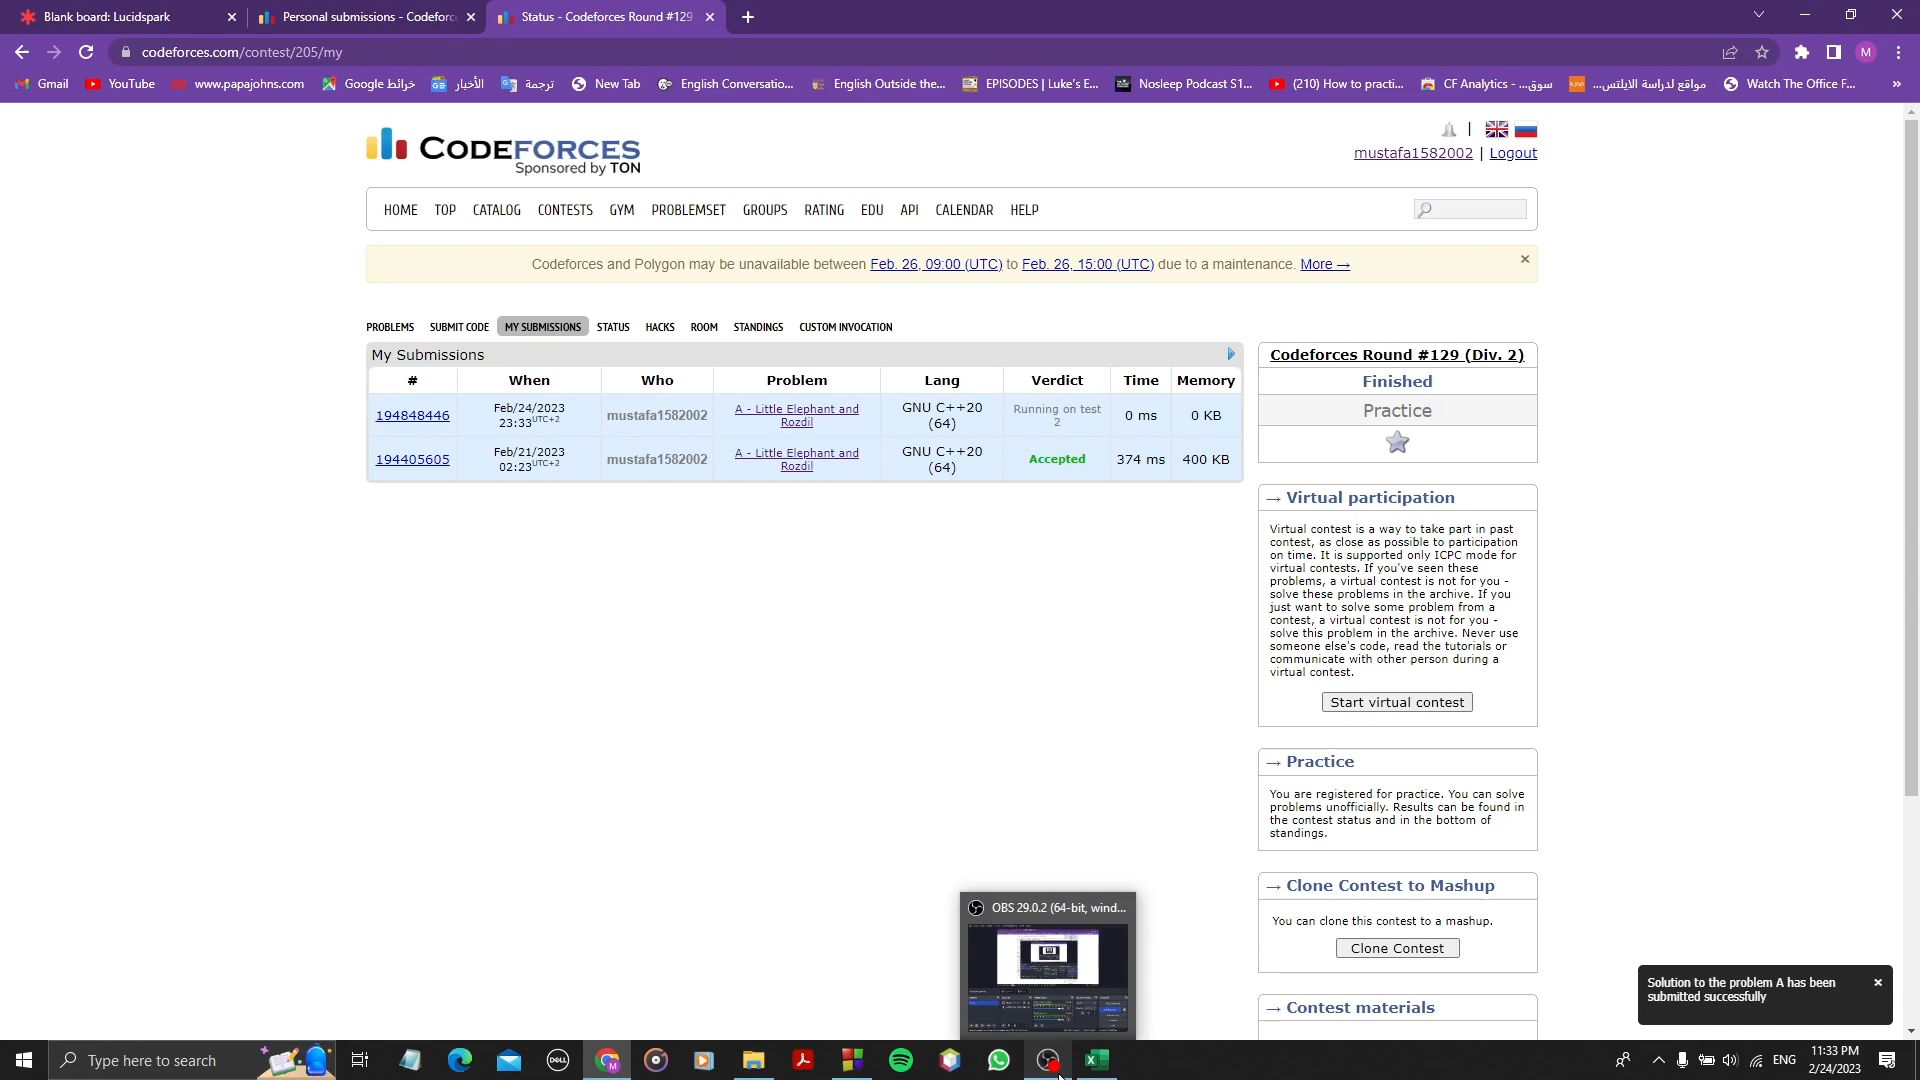 Blank board: Lucidspark
Personal submissions - Codeforc
Status - Codeforces Round #129
codeforces.com/contest/205/my
Gmail
YouTube
www.papajohns.com
خرائط Google
الأخبار
ترجمة
New Tab
English Conversatio...
English Outside the...
EPISODES | Luke's E...
Nosleep Podcast S1...
(210) How to practi...
CF Analytics - سوق...
مواقع لدراسة الايلتس...
Watch The Office F...
»
CODEFORCES
Sponsored by TON
|
mustafa1582002 | Logout
HOME TOP CATALOG CONTESTS GYM PROBLEMSET GROUPS RATING EDU API CALENDAR HELP
Codeforces and Polygon may be unavailable between Feb. 26, 09:00 (UTC) to Feb. 26, 15:00 (UTC) due to a maintenance. More →
PROBLEMS SUBMIT CODE MY SUBMISSIONS STATUS HACKS ROOM STANDINGS CUSTOM INVOCATION
My Submissions
# When Who Problem Lang Verdict Time Memory
194848446
Feb/24/2023
23:33UTC+2
mustafa1582002
A - Little Elephant and
Rozdil
GNU C++20
(64)
Running on test
2
0 ms
0 KB
194405605
Feb/21/2023
02:23UTC+2
mustafa1582002
A - Little Elephant and
Rozdil
GNU C++20
(64)
Accepted
374 ms
400 KB
Codeforces Round #129 (Div. 2)
Finished
Practice
→ Virtual participation
Virtual contest is a way to take part in past
contest, as close as possible to participation
on time. It is supported only ICPC mode for
virtual contests. If you've seen these
problems, a virtual contest is not for you -
solve these problems in the archive. If you
just want to solve some problem from a
contest, a virtual contest is not for you -
solve this problem in the archive. Never use
someone else's code, read the tutorials or
communicate with other person during a
virtual contest.
Start virtual contest
→ Practice
You are registered for practice. You can solve
problems unofficially. Results can be found in
the contest status and in the bottom of
standings.
→ Clone Contest to Mashup
You can clone this contest to a mashup.
Clone Contest
→ Contest materials
OBS 29.0.2 (64-bit, wind...
Solution to the problem A has been
submitted successfully
Type here to search
DELL
ENG
11:33 PM
2/24/2023